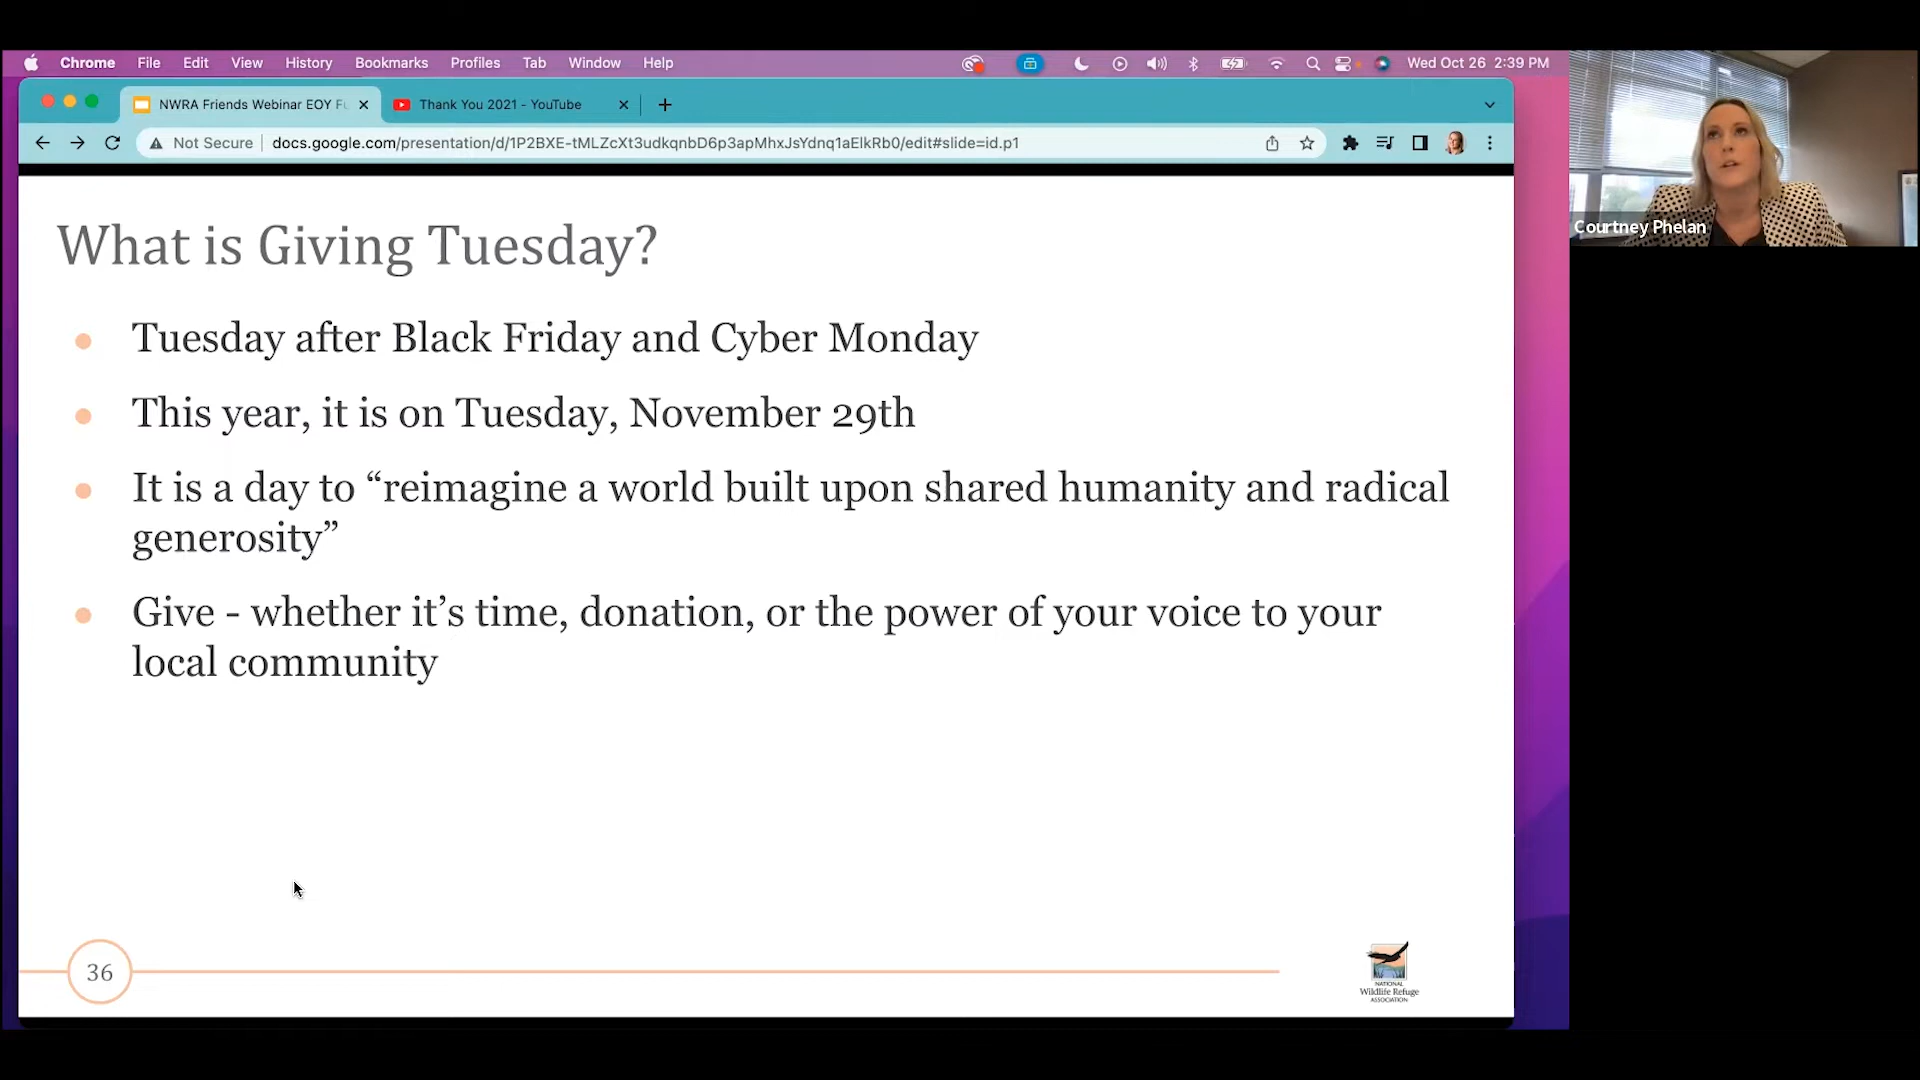 Chrome File Edit View History Bookmarks Profiles Tab Window Help Wed Oct 26 2:39 PM
NWRA Friends Webinar EOY Fu Thank You 2021 - YouTube
Not Secure docs.google.com/presentation/d/1P2BXE-tMLZcXt3udkqnbD6p3apMhxJsYdnq1aElkRb0/edit#slide=id.p1
Courtney Phelan
What is Giving Tuesday?
Tuesday after Black Friday and Cyber Monday
This year, it is on Tuesday, November 29th
It is a day to “reimagine a world built upon shared humanity and radical
generosity”
Give - whether it’s time, donation, or the power of your voice to your
local community
36
NATIONAL
Wildlife Refuge
ASSOCIATION